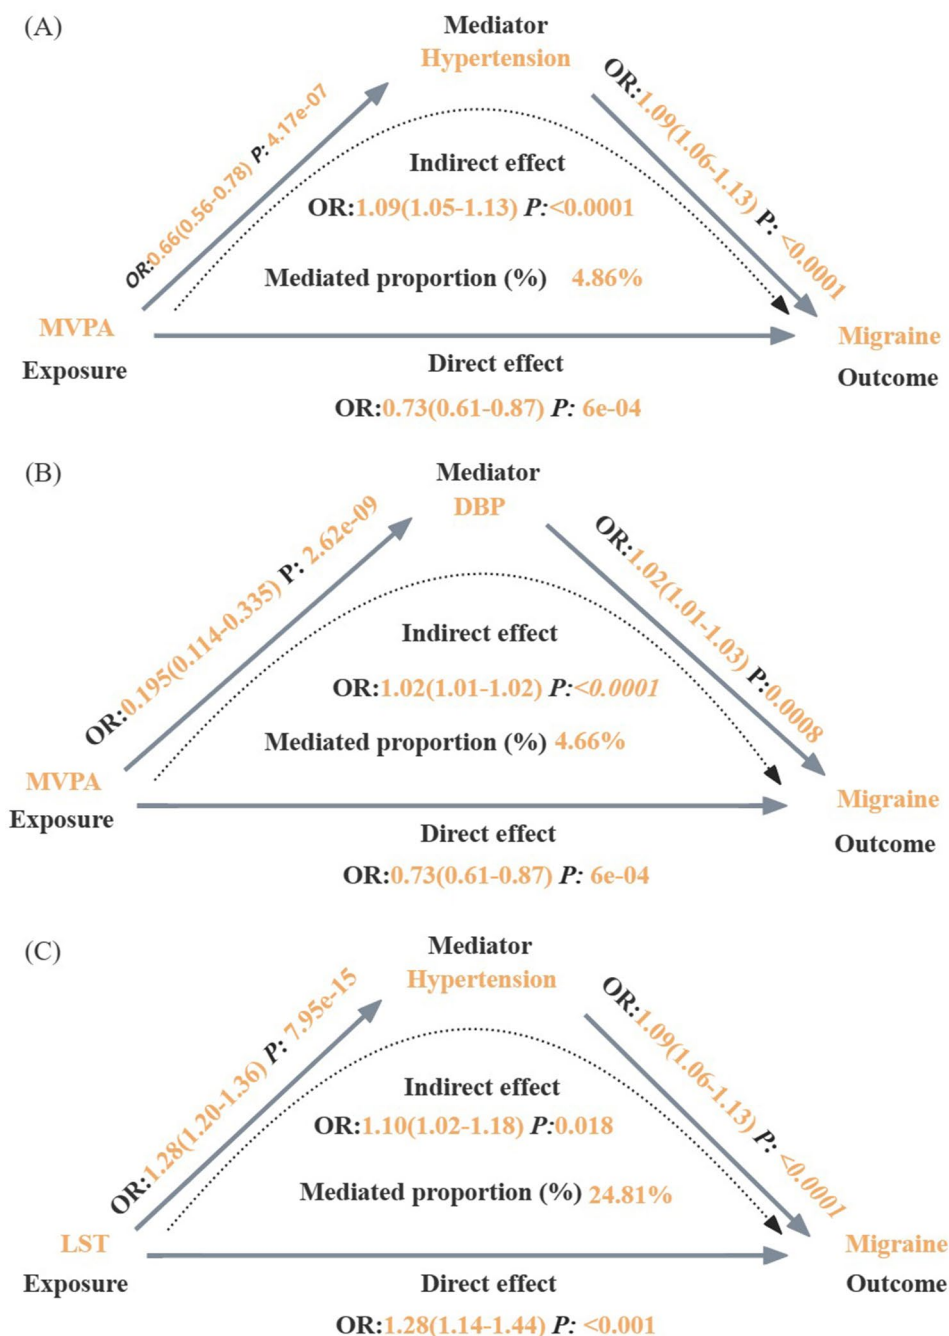 (A)
Mediator
Hypertension
OR:0.66(0.56-0.78) P: 4.17e-07
OR:1.09(1.06-1.13) P: <0.0001
Indirect effect
OR:1.09(1.05-1.13) P:<0.0001
Mediated proportion (%) 4.86%
MVPA
Exposure
Migraine
Outcome
Direct effect
OR:0.73(0.61-0.87) P: 6e-04
(B)
Mediator
DBP
OR:0.195(0.114-0.335) P: 2.62e-09
OR:1.02(1.01-1.03) P:0.0008
Indirect effect
OR:1.02(1.01-1.02) P:<0.0001
Mediated proportion (%) 4.66%
MVPA
Exposure
Migraine
Outcome
Direct effect
OR:0.73(0.61-0.87) P: 6e-04
(C)
Mediator
Hypertension
OR:1.28(1.20-1.36) P: 7.95e-15
OR:1.09(1.06-1.13) P: <0.0001
Indirect effect
OR:1.10(1.02-1.18) P:0.018
Mediated proportion (%) 24.81%
LST
Exposure
Migraine
Outcome
Direct effect
OR:1.28(1.14-1.44) P: <0.001